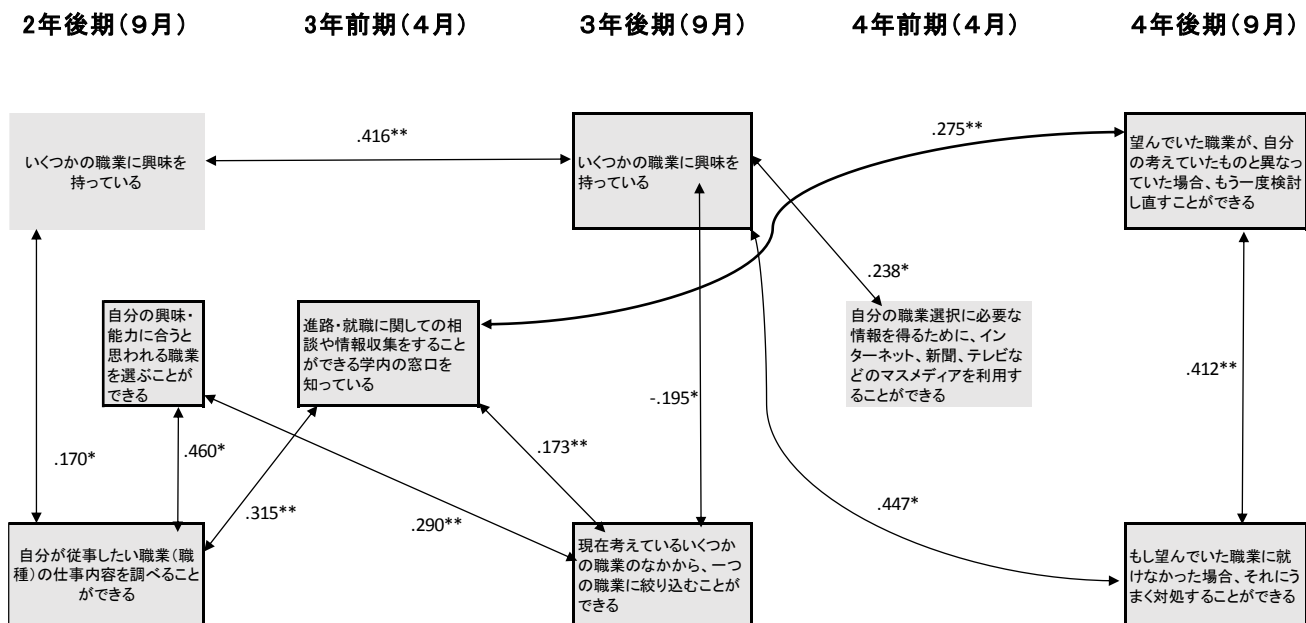 2年後期(9月)
3年前期(4月)
3年後期(9月)
4年前期(4月)
4年後期(9月)
.416**
.275**
いくつかの職業に興味を
持っている
いくつかの職業に興味を
持っている
望んでいた職業が、自分
の考えていたものと異なっ
ていた場合、もう一度検討
し直すことができる
.238*
自分の興味・
能力に合うと
思われる職業
を選ぶことが
できる
進路・就職に関しての相
談や情報収集をすること
ができる学内の窓口を
知っている
自分の職業選択に必要な
情報を得るために、イン
ターネット、新聞、テレビな
どのマスメディアを利用す
ることができる
-.195*
.412**
.170*
.460*
.173**
.315**
.290**
.447*
自分が従事したい職業(職
種)の仕事内容を調べること
ができる
現在考えているいくつか
の職業のなかから、一つ
の職業に絞り込むことが
できる
もし望んでいた職業に就
けなかった場合、それにう
まく対処することができる